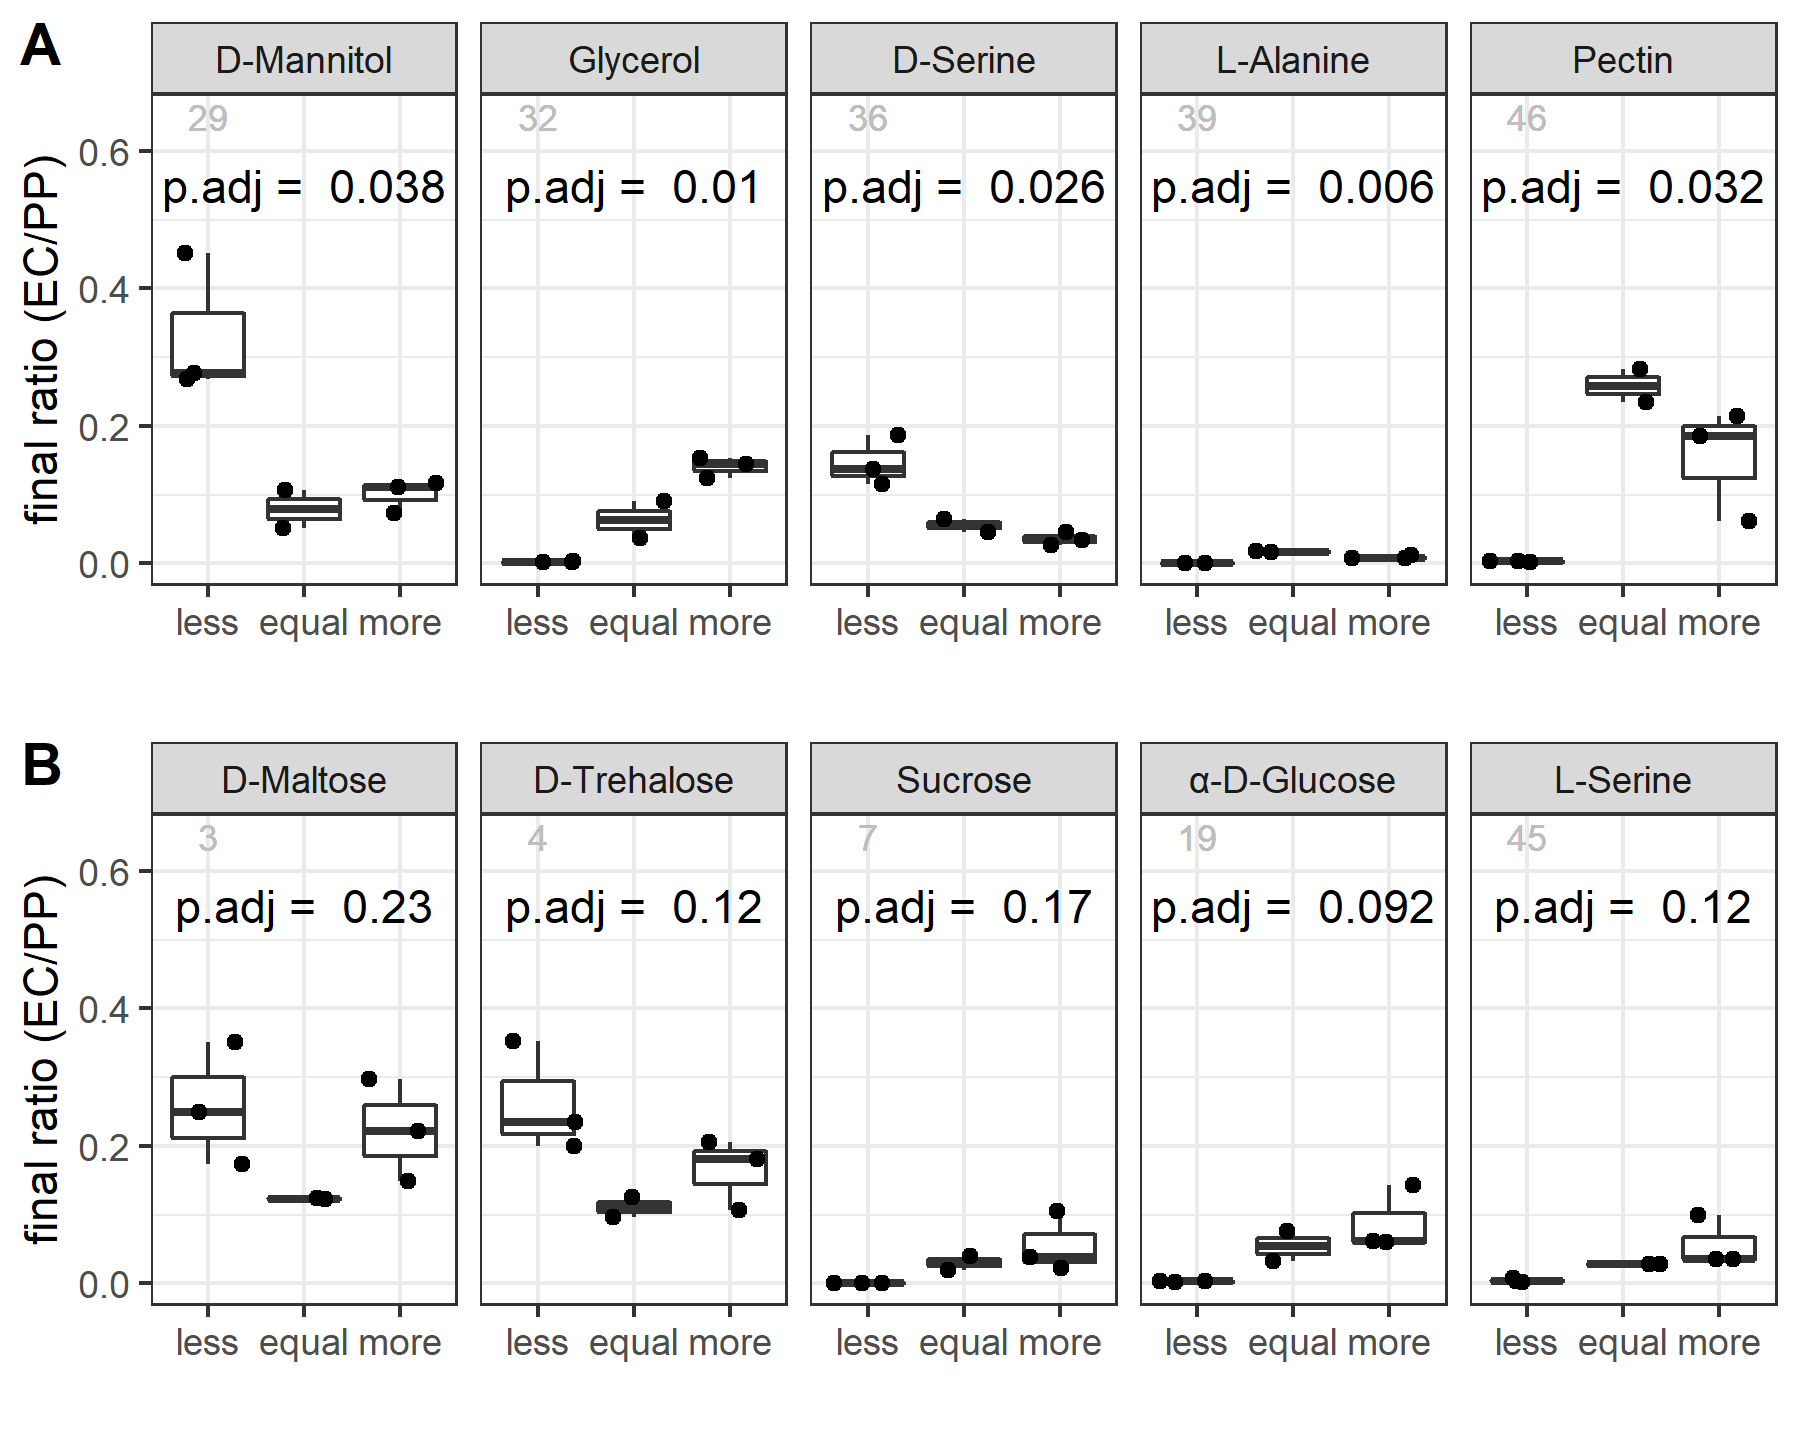 A
D-Mannitol Glycerol D-Serine L-Alanine Pectin
29 32 36 39 46
0.6
p.adj = 0.038 p.adj = 0.01 p.adj = 0.026 p.adj = 0.006 p.adj = 0.032
0.4
0.2
0.0
final ratio (EC/PP)
less equal more less equal more less equal more less equal more less equal more
B
D-Maltose D-Trehalose Sucrose α-D-Glucose L-Serine
3 4 7 19 45
0.6
p.adj = 0.23 p.adj = 0.12 p.adj = 0.17 p.adj = 0.092 p.adj = 0.12
0.4
0.2
0.0
final ratio (EC/PP)
less equal more less equal more less equal more less equal more less equal more